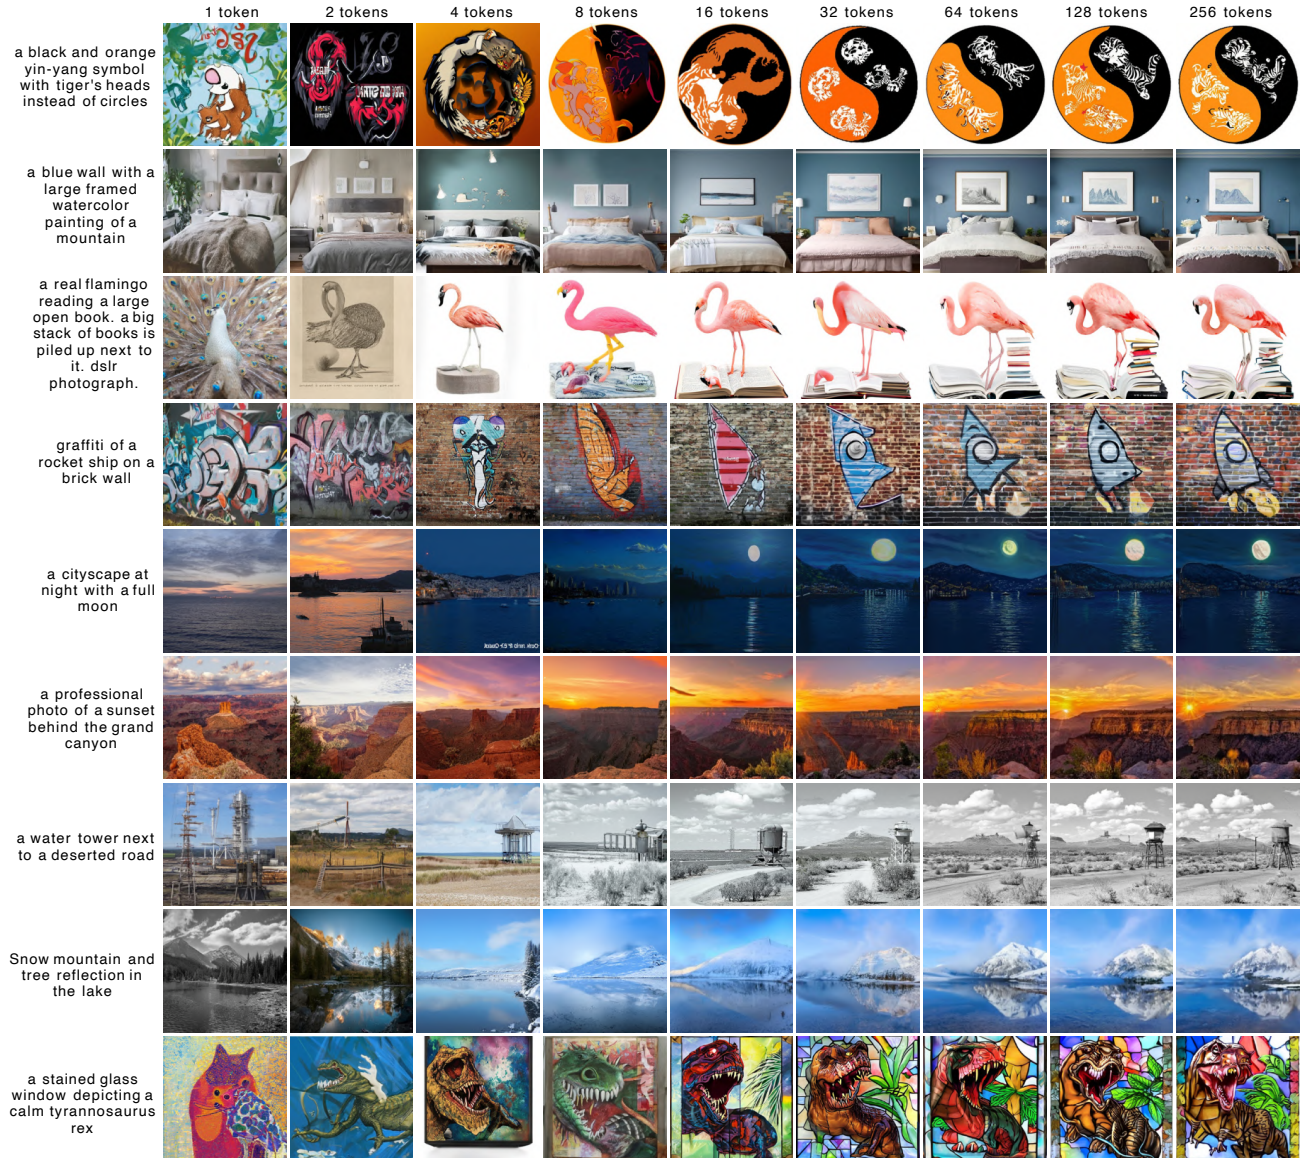 1 token 2 tokens 4 tokens 8 tokens 16 tokens 32 tokens 64 tokens 128 tokens 256 tokens
a black and orange
yin-yang symbol
with tiger's heads
instead of circles
a blue wall with a
large framed
watercolor
painting of a
mountain
a real flamingo
reading a large
open book. a big
stack of books is
piled up next to
it. dslr
photograph.
graffiti of a
rocket ship on a
brick wall
a cityscape at
night with a full
moon
a professional
photo of a sunset
behind the grand
canyon
a water tower next
to a deserted road
Snow mountain and
tree reflection in
the lake
a stained glass
window depicting a
calm tyrannosaurus
rex